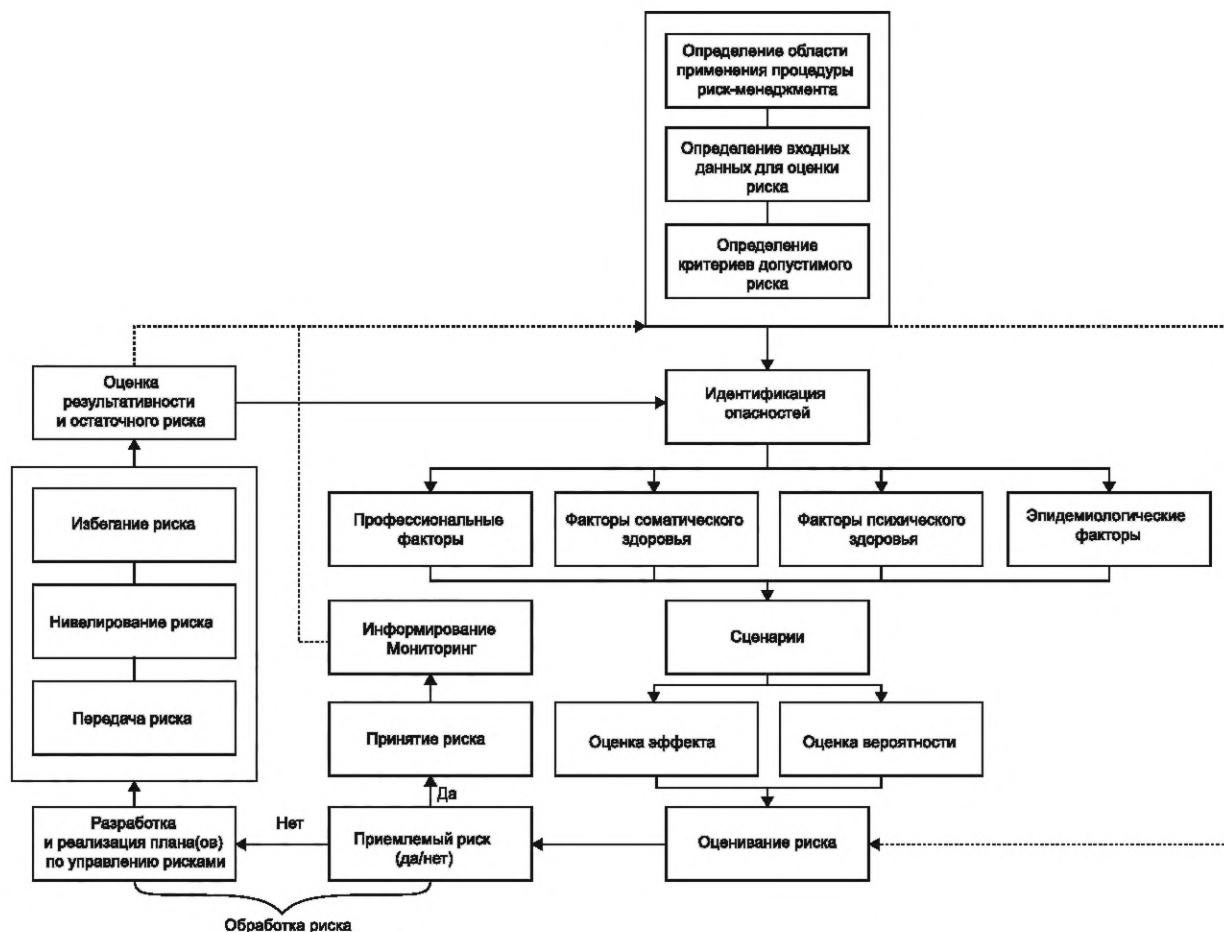 Определение области
применения процедуры
риск-менеджмента
Определение входных
данных для оценки
риска
Определение
критериев допустимого
риска
Оценка
результативности
и остаточного риска
Идентификация
опасностей
Избегание риска
Нивелирование риска
Передача риска
Профессиональные
факторы
Факторы соматического
здоровья
Факторы психического
здоровья
Эпидемиологические
факторы
Информирование
Мониторинг
Сценарии
Принятие риска
Оценка эффекта
Оценка вероятности
Да
Разработка
и реализация плана(ов)
по управлению рисками
Нет
Приемлемый риск
(да/нет)
Оценивание риска
Обработка риска